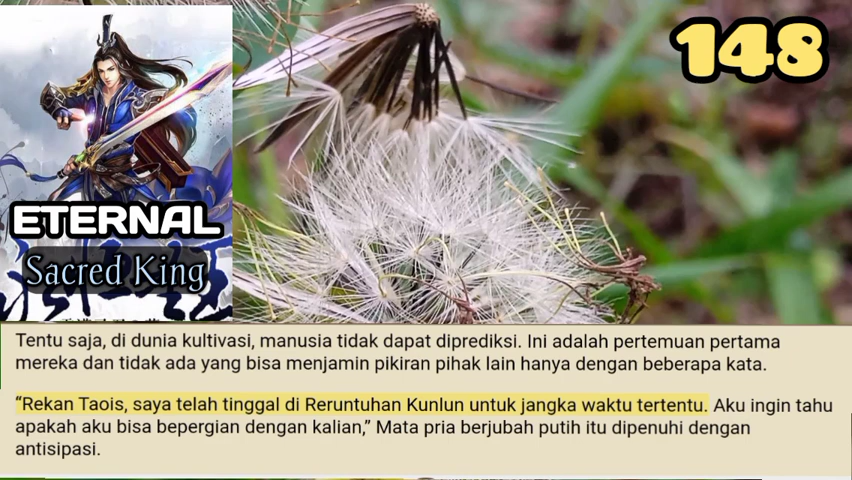 148
ETERNAL
Sacred King
Tentu saja, di dunia kultivasi, manusia tidak dapat diprediksi. Ini adalah pertemuan pertama
mereka dan tidak ada yang bisa menjamin pikiran pihak lain hanya dengan beberapa kata.
“Rekan Taois, saya telah tinggal di Reruntuhan Kunlun untuk jangka waktu tertentu. Aku ingin tahu
apakah aku bisa bepergian dengan kalian,” Mata pria berjubah putih itu dipenuhi dengan
antisipasi.